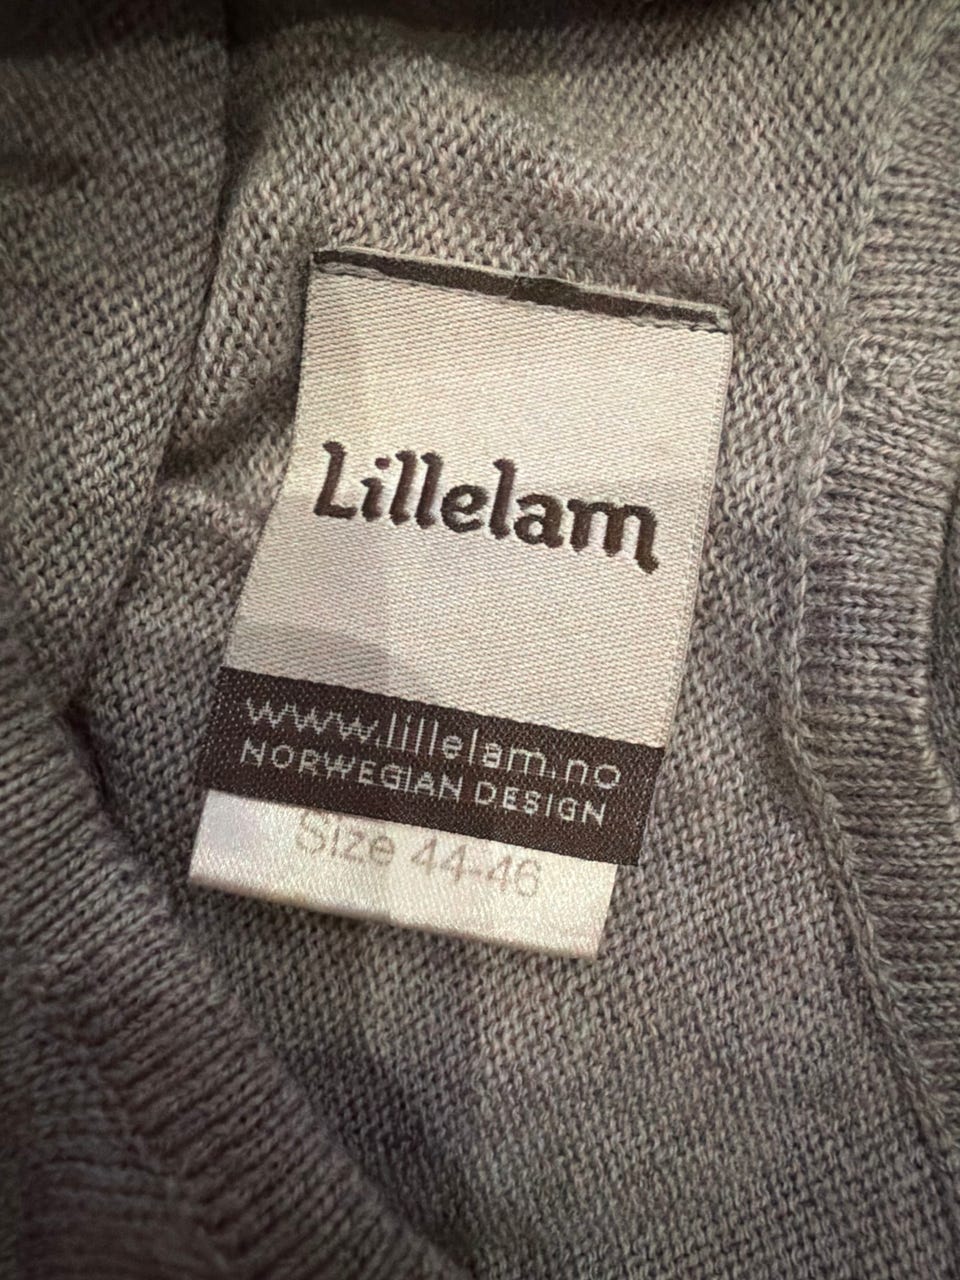 Lillelam
www.lillelam.no
NORWEGIAN DESIGN
Size 44-46